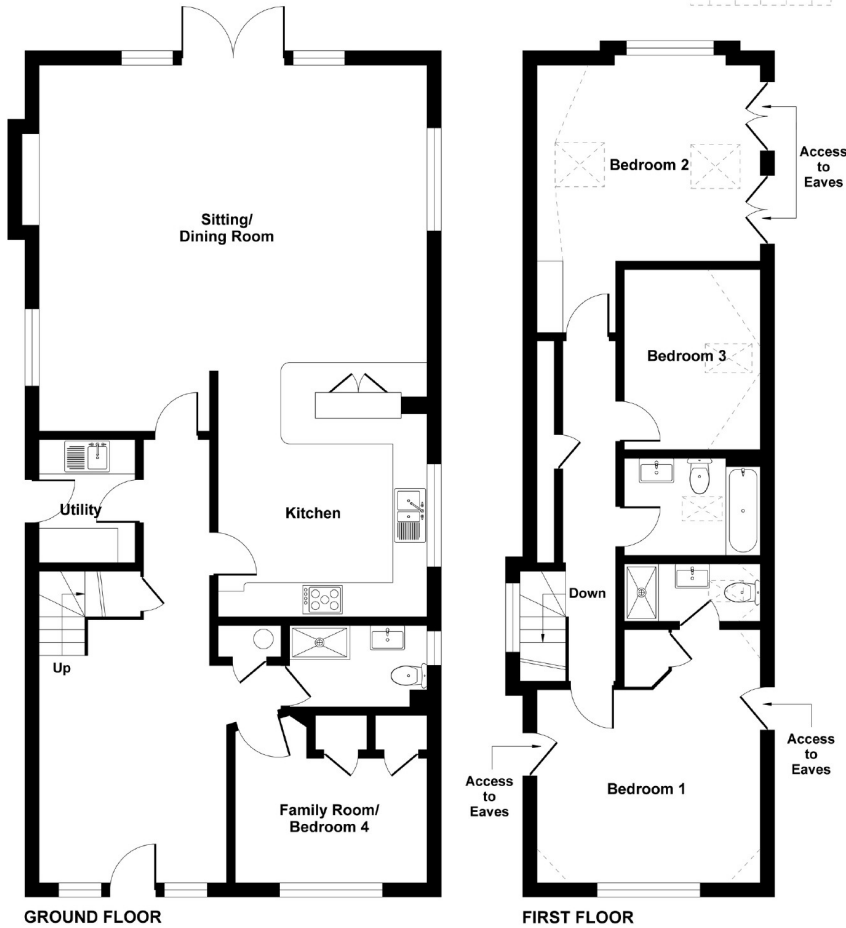 Sitting/
Dining Room
Utility
Kitchen
Up
Family Room/
Bedroom 4
GROUND FLOOR
Bedroom 2
Access
to
Eaves
Bedroom 3
Down
Access
to
Eaves
Bedroom 1
Access
to
Eaves
FIRST FLOOR